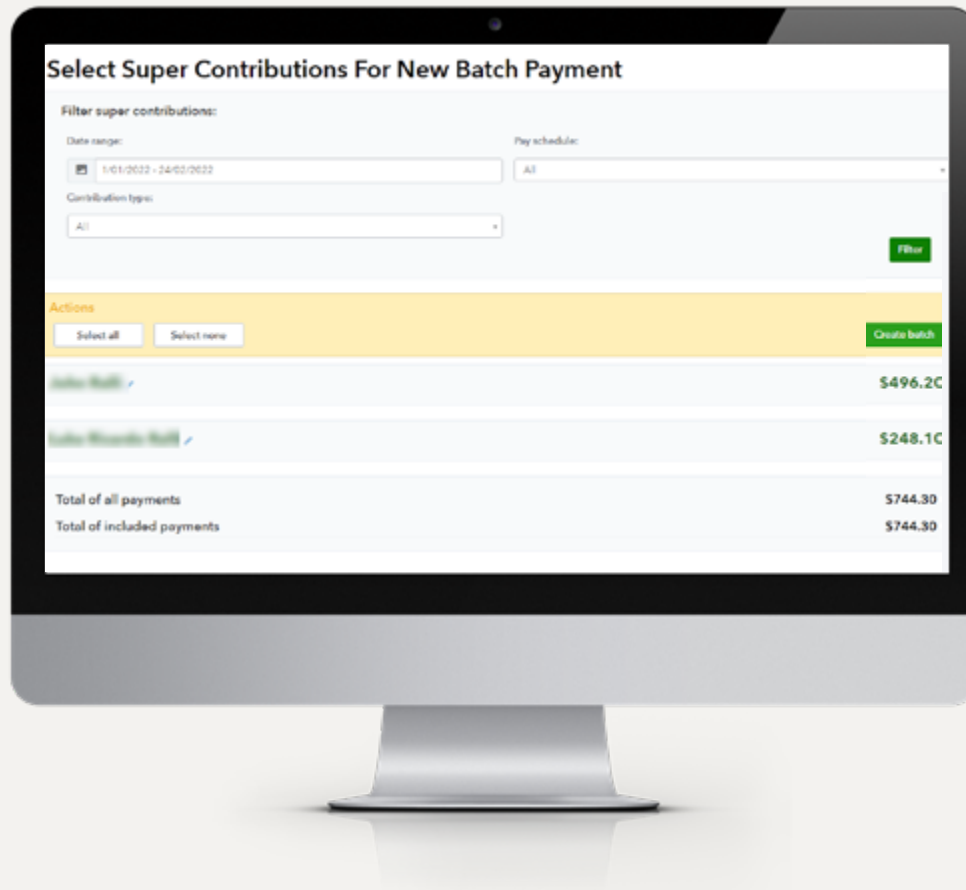 Select Super Contributions For New Batch Payment
Filter super contributions:
Date range: Pay schedule:
1/01/2022 - 24/02/2022 All
Contribution type:
All
Filter
Actions
Select all Select none Create batch
$496.20
$248.10
Total of all payments $744.30
Total of included payments $744.30